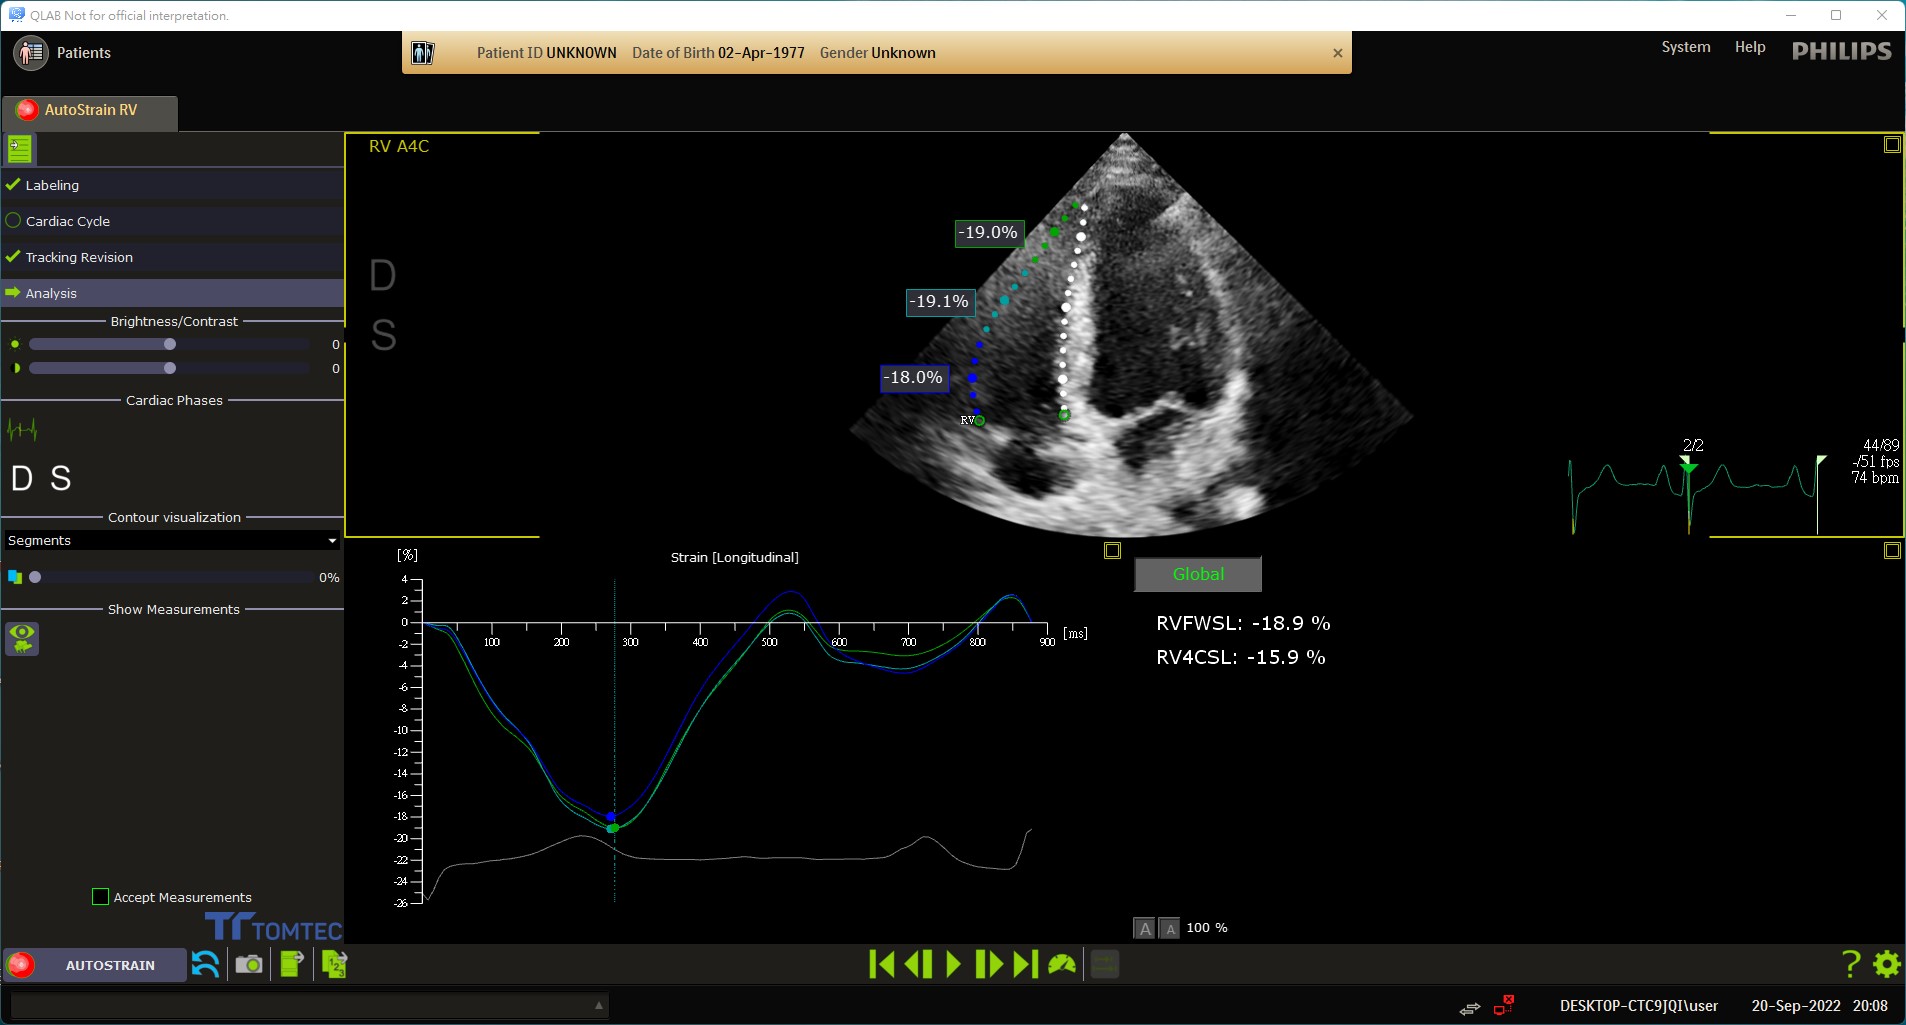 QLAB Not for official interpretation.
Patients
Patient ID UNKNOWN Date of Birth 02-Apr-1977 Gender Unknown
System Help PHILIPS
AutoStrain RV
Labeling
Cardiac Cycle
Tracking Revision
Analysis
Brightness/Contrast
0
0
Cardiac Phases
D S
Contour visualization
Segments
0%
Show Measurements
Accept Measurements
TOMTEC
RV A4C
D
S
-19.0%
-19.1%
-18.0%
RV
2/2
44/89
-/51 fps
74 bpm
[%]
Strain [Longitudinal]
4
2
0
-2
-4
-6
-8
-10
-12
-14
-16
-18
-20
-22
-24
-26
100 200 300 400 500 600 700 800 900 [ms]
Global
RVFWSL: -18.9 %
RV4CSL: -15.9 %
A A 100 %
AUTOSTRAIN
1 2 3
?
DESKTOP-CTC9JQI\user 20-Sep-2022 20:08